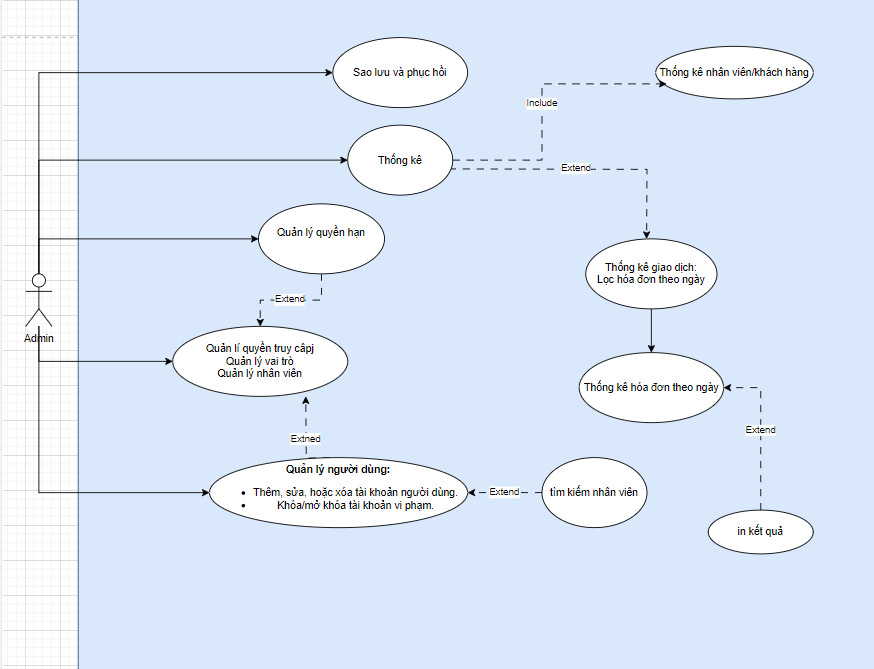 Sao lưu và phục hồi
Thống kê nhân viên/khách hàng
Include
Thống kê
Extend
Quản lý quyền hạn
Thống kê giao dịch:
Lọc hóa đơn theo ngày
Extend
Admin
Quản lí quyền truy câpj
Quản lý vai trò
Quản lý nhân viên
Thống kê hóa đơn theo ngày
Extend
Extned
Quản lý người dùng:
• Thêm, sửa, hoặc xóa tài khoản người dùng.
• Khóa/mở khóa tài khoản vi phạm.
Extend
tìm kiếm nhân viên
in kết quả